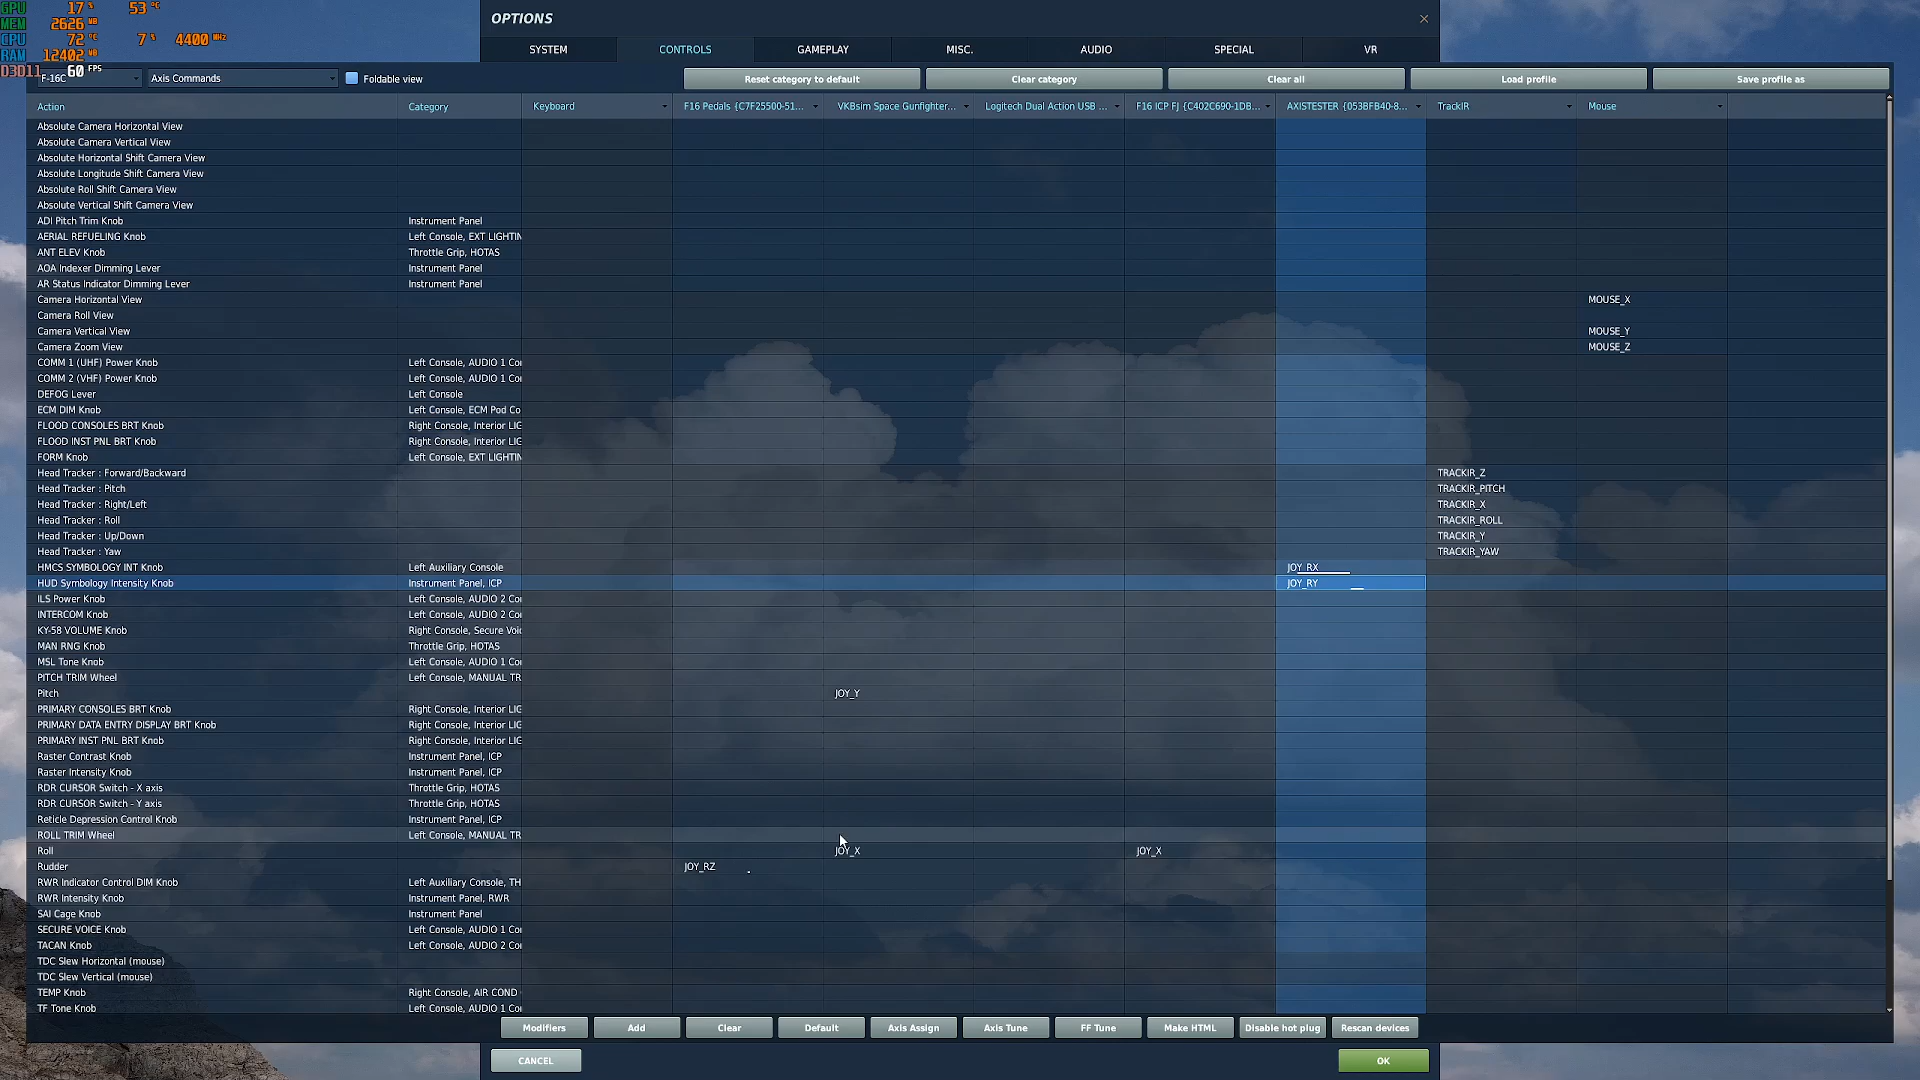 GPU 17 % 53 °C
MEM 2626 MB
CPU 72 °C 7 % 4400 MHz
RAM 12402 MB
D3D11 60 FPS
OPTIONS
SYSTEM CONTROLS GAMEPLAY MISC. AUDIO SPECIAL VR
F-16C Axis Commands Foldable view Reset category to default Clear category Clear all Load profile Save profile as
Action Category Keyboard F16 Pedals {C7F25500-51... VKBsim Space Gunfighter... Logitech Dual Action USB ... F16 ICP FJ {C402C690-1DB... AXISTESTER {053BFB40-8... TrackIR Mouse
Absolute Camera Horizontal View
Absolute Camera Vertical View
Absolute Horizontal Shift Camera View
Absolute Longitude Shift Camera View
Absolute Roll Shift Camera View
Absolute Vertical Shift Camera View
ADI Pitch Trim Knob Instrument Panel
AERIAL REFUELING Knob Left Console, EXT LIGHTIN
ANT ELEV Knob Throttle Grip, HOTAS
AOA Indexer Dimming Lever Instrument Panel
AR Status Indicator Dimming Lever Instrument Panel
Camera Horizontal View MOUSE_X
Camera Roll View
Camera Vertical View MOUSE_Y
Camera Zoom View MOUSE_Z
COMM 1 (UHF) Power Knob Left Console, AUDIO 1 Co
COMM 2 (VHF) Power Knob Left Console, AUDIO 1 Co
DEFOG Lever Left Console
ECM DIM Knob Left Console, ECM Pod Co
FLOOD CONSOLES BRT Knob Right Console, Interior LIG
FLOOD INST PNL BRT Knob Right Console, Interior LIG
FORM Knob Left Console, EXT LIGHTIN
Head Tracker : Forward/Backward TRACKIR_Z
Head Tracker : Pitch TRACKIR_PITCH
Head Tracker : Right/Left TRACKIR_X
Head Tracker : Roll TRACKIR_ROLL
Head Tracker : Up/Down TRACKIR_Y
Head Tracker : Yaw TRACKIR_YAW
HMCS SYMBOLOGY INT Knob Left Auxiliary Console JOY_RX
HUD Symbology Intensity Knob Instrument Panel, ICP JOY_RY
ILS Power Knob Left Console, AUDIO 2 Co
INTERCOM Knob Left Console, AUDIO 2 Co
KY-58 VOLUME Knob Right Console, Secure Voi
MAN RNG Knob Throttle Grip, HOTAS
MSL Tone Knob Left Console, AUDIO 1 Co
PITCH TRIM Wheel Left Console, MANUAL TR
Pitch JOY_Y
PRIMARY CONSOLES BRT Knob Right Console, Interior LIG
PRIMARY DATA ENTRY DISPLAY BRT Knob Right Console, Interior LIG
PRIMARY INST PNL BRT Knob Right Console, Interior LIG
Raster Contrast Knob Instrument Panel, ICP
Raster Intensity Knob Instrument Panel, ICP
RDR CURSOR Switch - X axis Throttle Grip, HOTAS
RDR CURSOR Switch - Y axis Throttle Grip, HOTAS
Reticle Depression Control Knob Instrument Panel, ICP
ROLL TRIM Wheel Left Console, MANUAL TR
Roll JOY_X JOY_X
Rudder JOY_RZ
RWR Indicator Control DIM Knob Left Auxiliary Console, TH
RWR Intensity Knob Instrument Panel, RWR
SAI Cage Knob Instrument Panel
SECURE VOICE Knob Left Console, AUDIO 1 Co
TACAN Knob Left Console, AUDIO 2 Co
TDC Slew Horizontal (mouse)
TDC Slew Vertical (mouse)
TEMP Knob Right Console, AIR COND
TF Tone Knob Left Console, AUDIO 1 Co
Modifiers Add Clear Default Axis Assign Axis Tune FF Tune Make HTML Disable hot plug Rescan devices
CANCEL OK